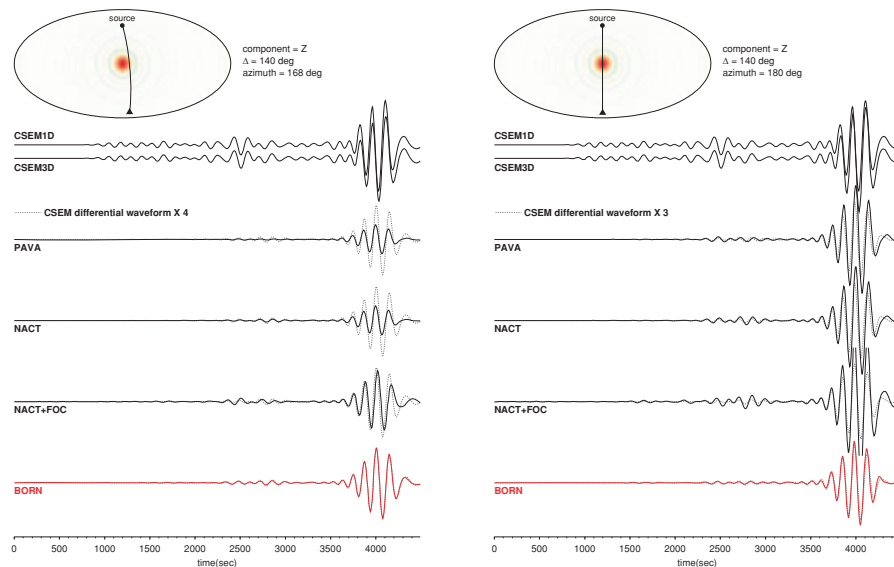 source
component = Z
Δ = 140 deg
azimuth = 168 deg
CSEM1D
CSEM3D
CSEM differential waveform X 4
PAVA
NACT
NACT+FOC
BORN
0 500 1000 1500 2000 2500 3000 3500 4000
time(sec)
source
component = Z
Δ = 140 deg
azimuth = 180 deg
CSEM1D
CSEM3D
CSEM differential waveform X 3
PAVA
NACT
NACT+FOC
BORN
0 500 1000 1500 2000 2500 3000 3500 4000
time(sec)